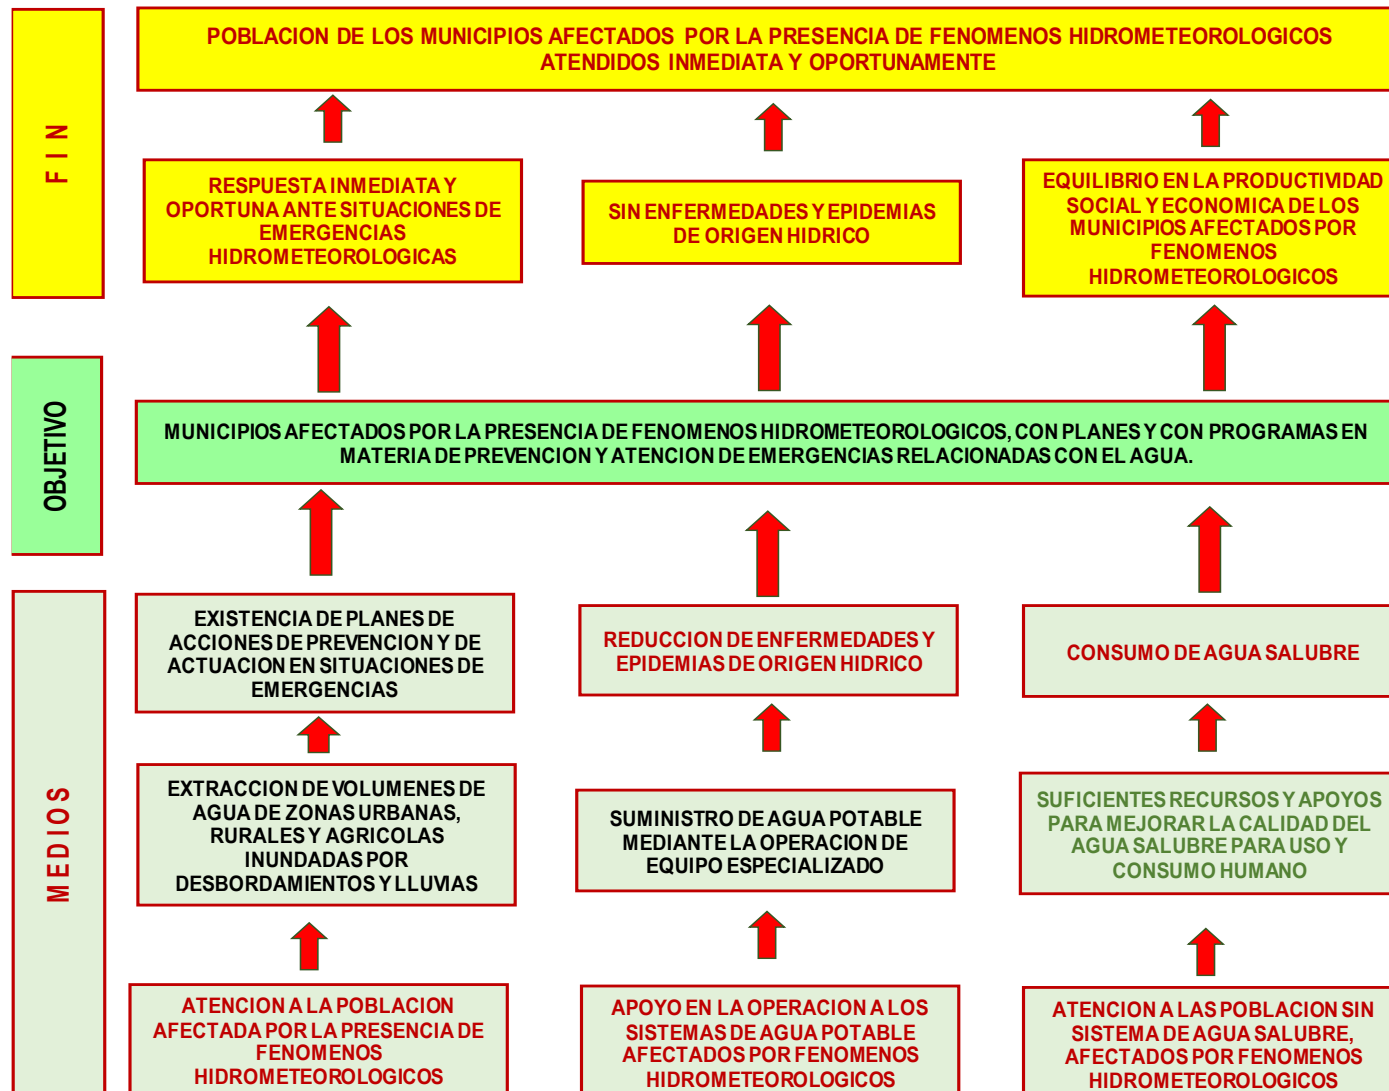 POBLACION DE LOS MUNICIPIOS AFECTADOS POR LA PRESENCIA DE FENOMENOS HIDROMETEOROLOGICOS
ATENDIDOS INMEDIATA Y OPORTUNAMENTE
F I N
RESPUESTA INMEDIATA Y
OPORTUNA ANTE SITUACIONES DE
EMERGENCIAS
HIDROMETEOROLOGICAS
SIN ENFERMEDADES Y EPIDEMIAS
DE ORIGEN HIDRICO
EQUILIBRIO EN LA PRODUCTIVIDAD
SOCIAL Y ECONOMICA DE LOS
MUNICIPIOS AFECTADOS POR
FENOMENOS
HIDROMETEOROLOGICOS
OBJETIVO
MUNICIPIOS AFECTADOS POR LA PRESENCIA DE FENOMENOS HIDROMETEOROLOGICOS, CON PLANES Y CON PROGRAMAS EN
MATERIA DE PREVENCION Y ATENCION DE EMERGENCIAS RELACIONADAS CON EL AGUA.
M E D I O S
EXISTENCIA DE PLANES DE
ACCIONES DE PREVENCION Y DE
ACTUACION EN SITUACIONES DE
EMERGENCIAS
REDUCCION DE ENFERMEDADES Y
EPIDEMIAS DE ORIGEN HIDRICO
CONSUMO DE AGUA SALUBRE
EXTRACCION DE VOLUMENES DE
AGUA DE ZONAS URBANAS,
RURALES Y AGRICOLAS
INUNDADAS POR
DESBORDAMIENTOS Y LLUVIAS
SUMINISTRO DE AGUA POTABLE
MEDIANTE LA OPERACION DE
EQUIPO ESPECIALIZADO
SUFICIENTES RECURSOS Y APOYOS
PARA MEJORAR LA CALIDAD DEL
AGUA SALUBRE PARA USO Y
CONSUMO HUMANO
ATENCION A LA POBLACION
AFECTADA POR LA PRESENCIA DE
FENOMENOS
HIDROMETEOROLOGICOS
APOYO EN LA OPERACION A LOS
SISTEMAS DE AGUA POTABLE
AFECTADOS POR FENOMENOS
HIDROMETEOROLOGICOS
ATENCION A LAS POBLACION SIN
SISTEMA DE AGUA SALUBRE,
AFECTADOS POR FENOMENOS
HIDROMETEOROLOGICOS